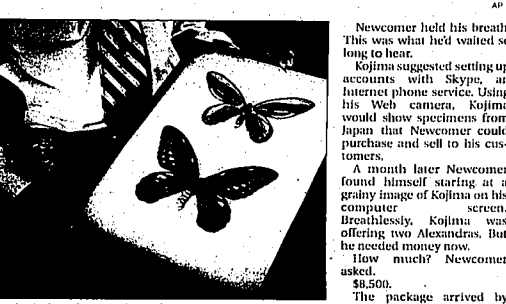 AP
Newcomer held his breath
This was what he'd waited s
long to hear.
Kojima suggested setting up
accounts with Skype, a
Internet phone service. Using
his Web camera, Kojima
would show specimens from
Japan that Newcomer could
purchase and sell to his cus-
tomers.
A month later Newcomer
found himself staring at a
grainy image of Kojima on his
computer screen.
Breathlessly, Kojima was
offering two Alexandras. But
he needed money now.
How much? Newcomer
asked.
$8,500.
The package arrived by